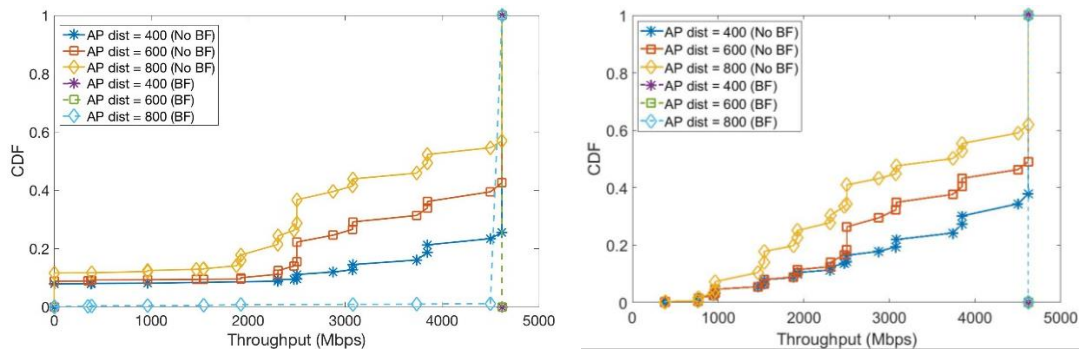 1
0.8
0.6
0.4
0.2
0
CDF
AP dist = 400 (No BF)
AP dist = 600 (No BF)
AP dist = 800 (No BF)
AP dist = 400 (BF)
AP dist = 600 (BF)
AP dist = 800 (BF)
0 1000 2000 3000 4000 5000
Throughput (Mbps)
1
0.8
0.6
0.4
0.2
0
CDF
AP dist = 400 (No BF)
AP dist = 600 (No BF)
AP dist = 800 (No BF)
AP dist = 400 (BF)
AP dist = 600 (BF)
AP dist = 800 (BF)
0 1000 2000 3000 4000 5000
Throughput (Mbps)